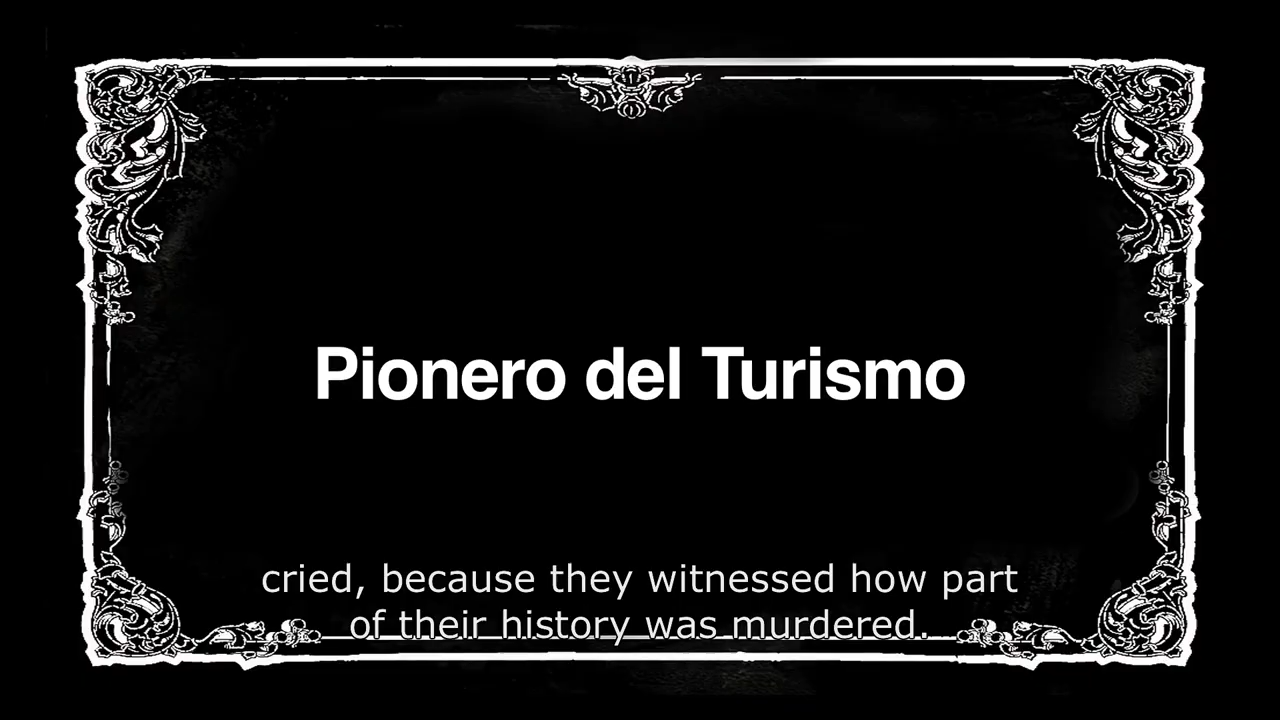 Pionero del Turismo
cried, because they witnessed how part
of their history was murdered.